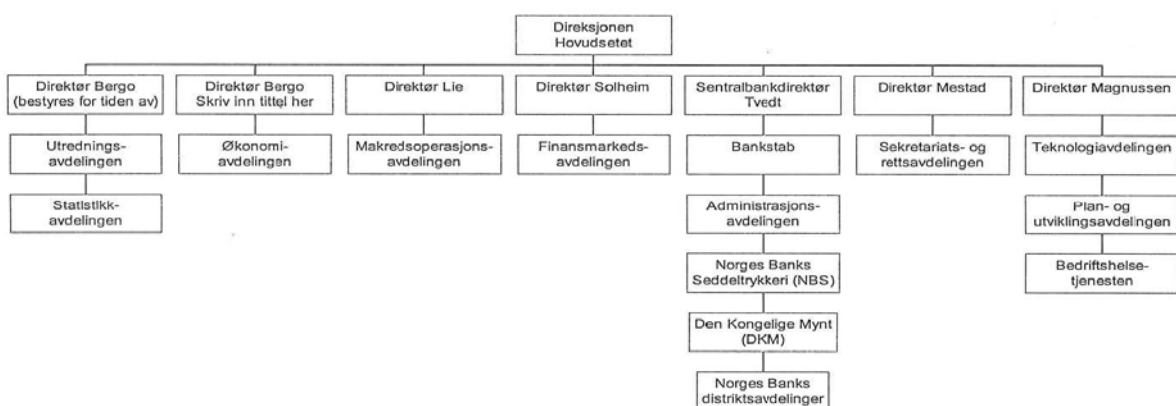 Direksjonen
Hovudsetet
Direktør Bergo
(bestyres for tiden av)
Direktør Bergo
Skriv inn tittel her
Direktør Lie
Direktør Solheim
Sentralbankdirektør
Tvedt
Direktør Mestad
Direktør Magnussen
Utrednings-
avdelingen
Økonomi-
avdelingen
Makredsoperasjons-
avdelingen
Finansmarkeds-
avdelingen
Bankstab
Sekretariats- og
rettsavdelingen
Teknologiavdelingen
Statistikk-
avdelingen
Administrasjons-
avdelingen
Plan- og
utviklingsavdelingen
Norges Banks
Seddeltrykkeri (NBS)
Bedriftshelse-
tjenesten
Den Kongelige Mynt
(DKM)
Norges Banks
distriktsavdelinger